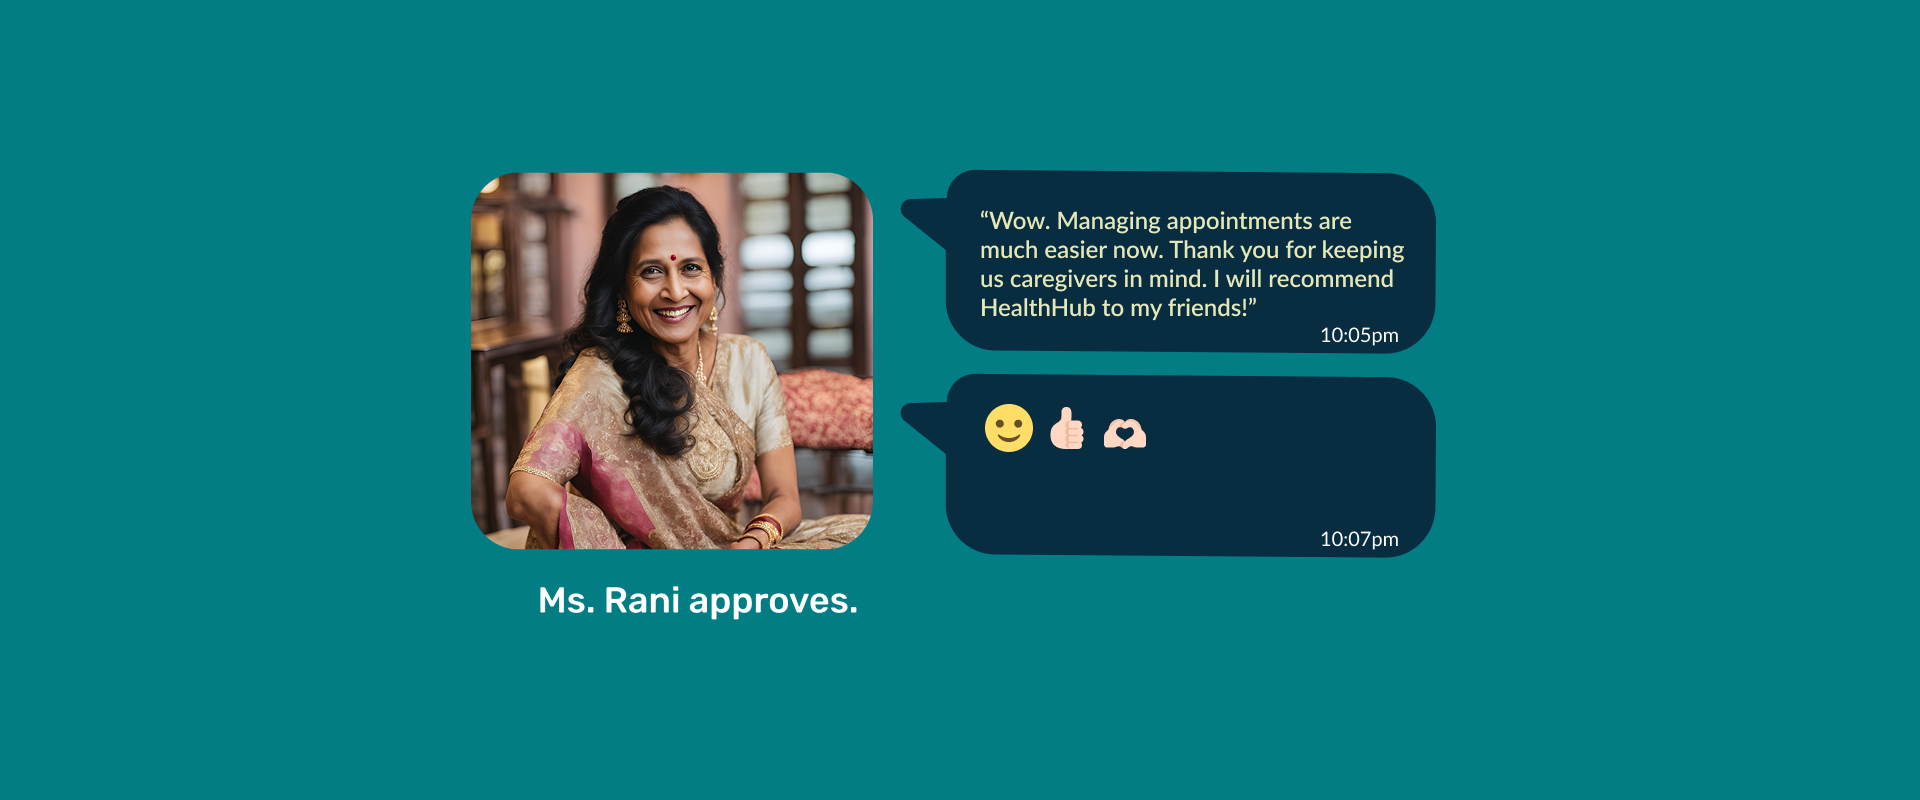 “Wow. Managing appointments are
much easier now. Thank you for keeping
us caregivers in mind. I will recommend
HealthHub to my friends!”
10:05pm
10:07pm
Ms. Rani approves.